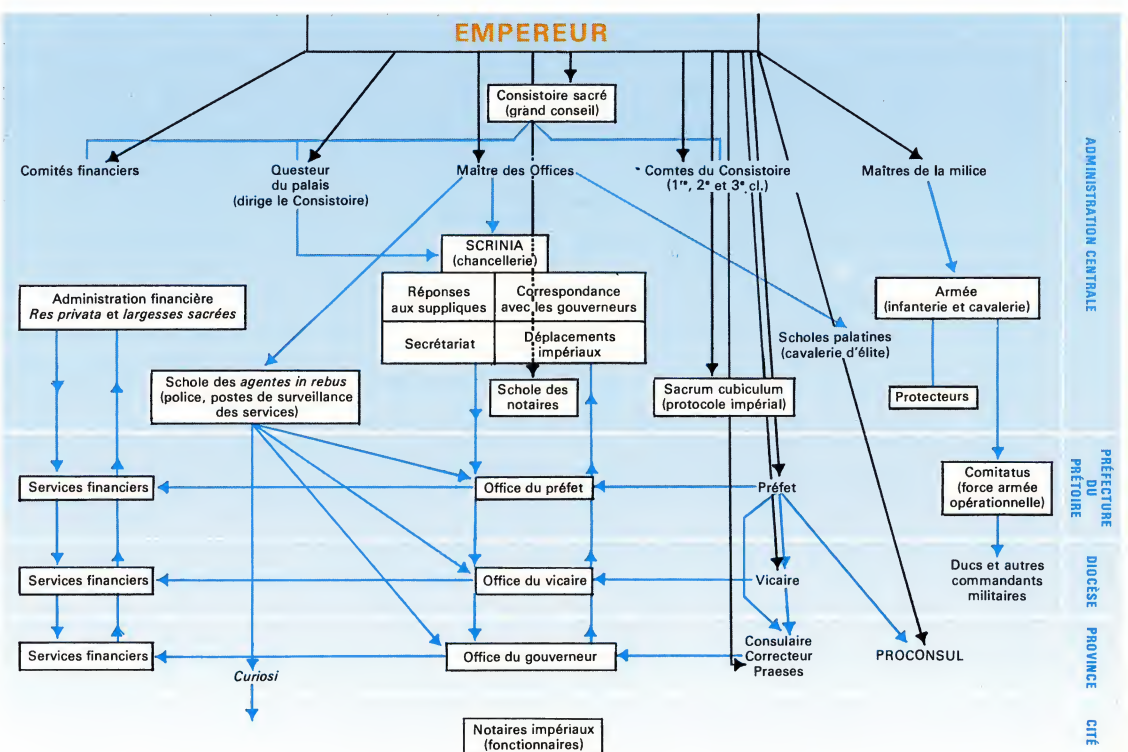 EMPEREUR
Consistoire sacré
(grand conseil)
Comités financiers
Questeur
du palais
(dirige le Consistoire)
Maître des Offices
Comtes du Consistoire
(1re, 2e et 3e cl.)
Maîtres de la milice
SCRINIA
(chancellerie)
Réponses
aux suppliques
Correspondance
avec les gouverneurs
Secrétariat
Déplacements
impériaux
Administration financière
Res privata et largesses sacrées
Armée
(infanterie et cavalerie)
Scholes palatines
(cavalerie d'élite)
Schole des agentes in rebus
(police, postes de surveillance
des services)
Schole des
notaires
Sacrum cubiculum
(protocole impérial)
Protecteurs
ADMINISTRATION CENTRALE
Services financiers
Office du préfet
Préfet
Comitatus
(force armée
opérationnelle)
PRÉFECTURE
DU
PRÉTOIRE
Services financiers
Office du vicaire
Vicaire
Ducs et autres
commandants
militaires
DIOCÈSE
Services financiers
Office du gouverneur
Consulaire
Correcteur
Praeses
PROCONSUL
PROVINCE
Curiosi
Notaires impériaux
(fonctionnaires)
CITÉ